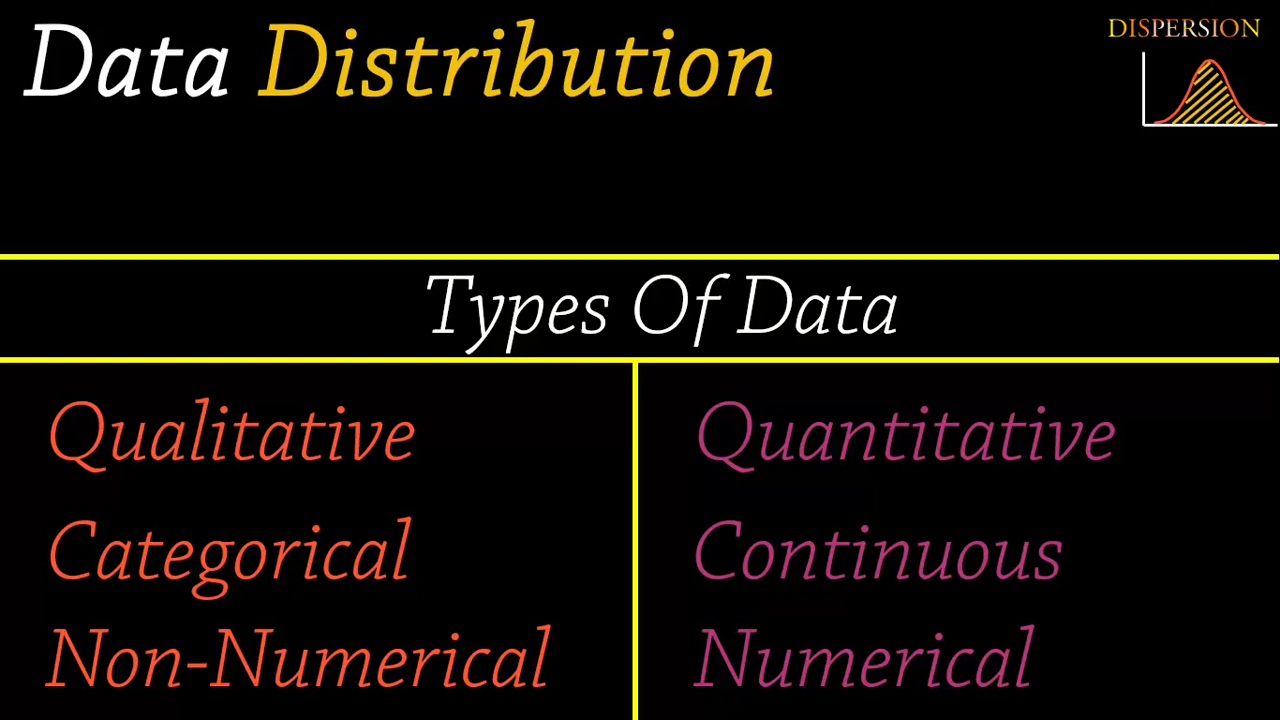 Data Distribution
DISPERSION
Types Of Data
Qualitative
Quantitative
Categorical
Continuous
Non-Numerical
Numerical